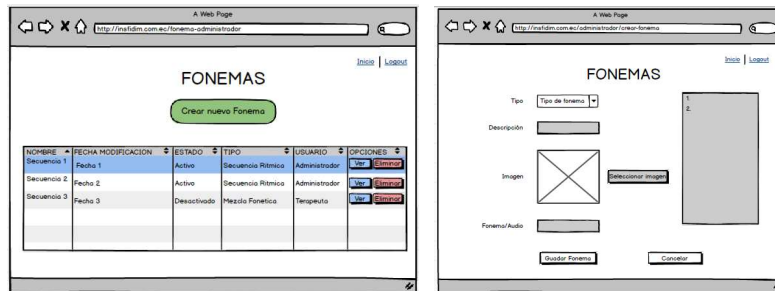 A Web Page
http://insfidim.com.ec/fonema-administrador
Inicio | Logout
FONEMAS
Crear nuevo Fonema
NOMBRE FECHA MODIFICACION ESTADO TIPO USUARIO OPCIONES
Secuencia 1 Fecha 1 Activo Secuencia Ritmica Administrador Ver Eliminar
Secuencia 2 Fecha 2 Activo Secuencia Ritmica Administrador Ver Eliminar
Secuencia 3 Fecha 3 Desactivado Mezcla Fonetica Terapeuta Ver Eliminar
A Web Page
http://insfidim.com.ec/administrador/crear-fonema
Inicio | Logout
FONEMAS
Tipo Tipo de fonema
1.
2.
Descripción
Imagen Seleccionar imagen
Fonema/Audio
Guadar Fonema Cancelar